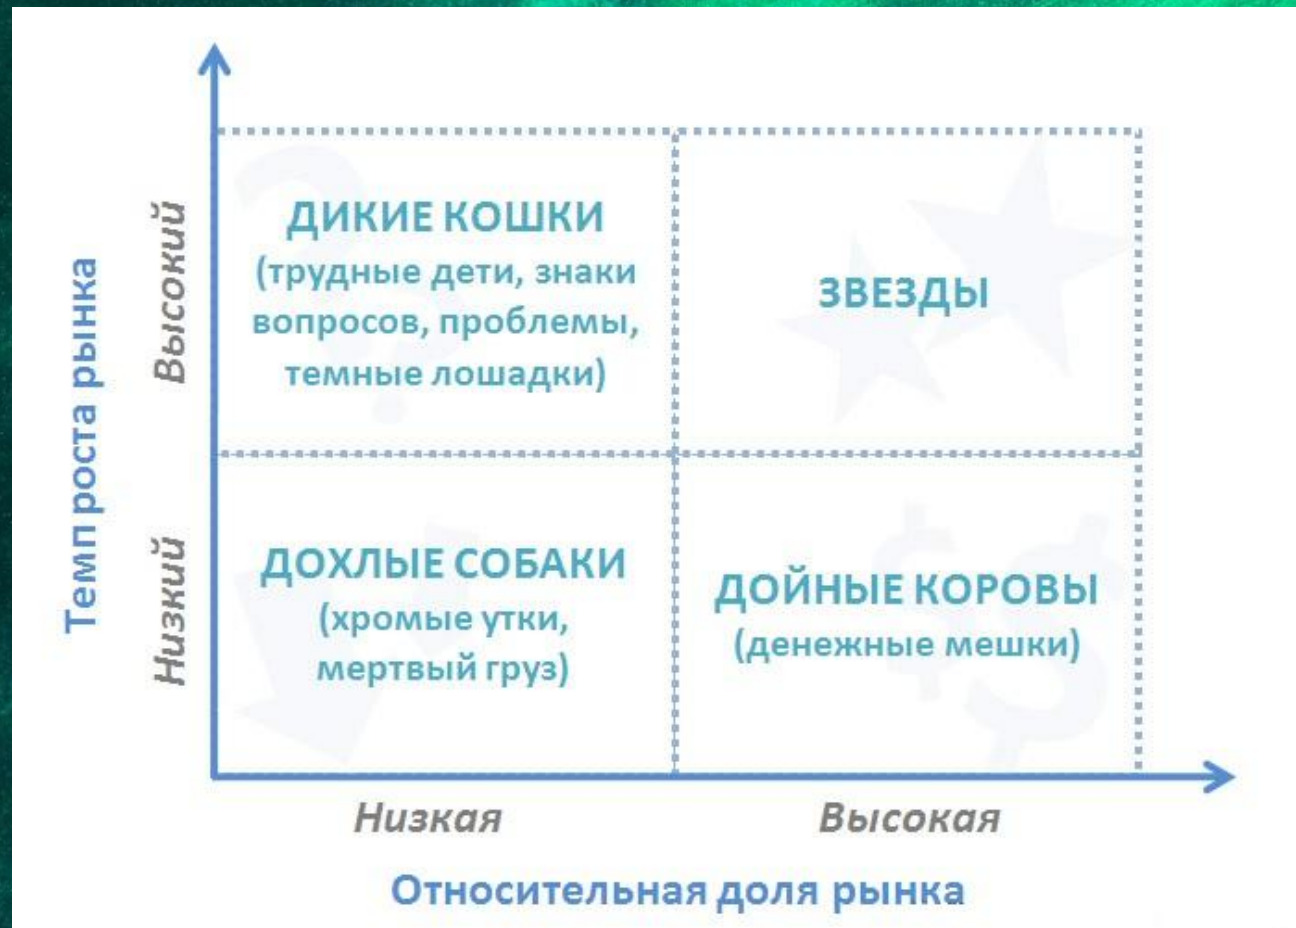 Темп роста рынка
Высокий
Низкий
ДИКИЕ КОШКИ
(трудные дети, знаки
вопросов, проблемы,
темные лошадки)
ЗВЕЗДЫ
ДОХЛЫЕ СОБАКИ
(хромые утки,
мертвый груз)
ДОЙНЫЕ КОРОВЫ
(денежные мешки)
Низкая
Высокая
Относительная доля рынка